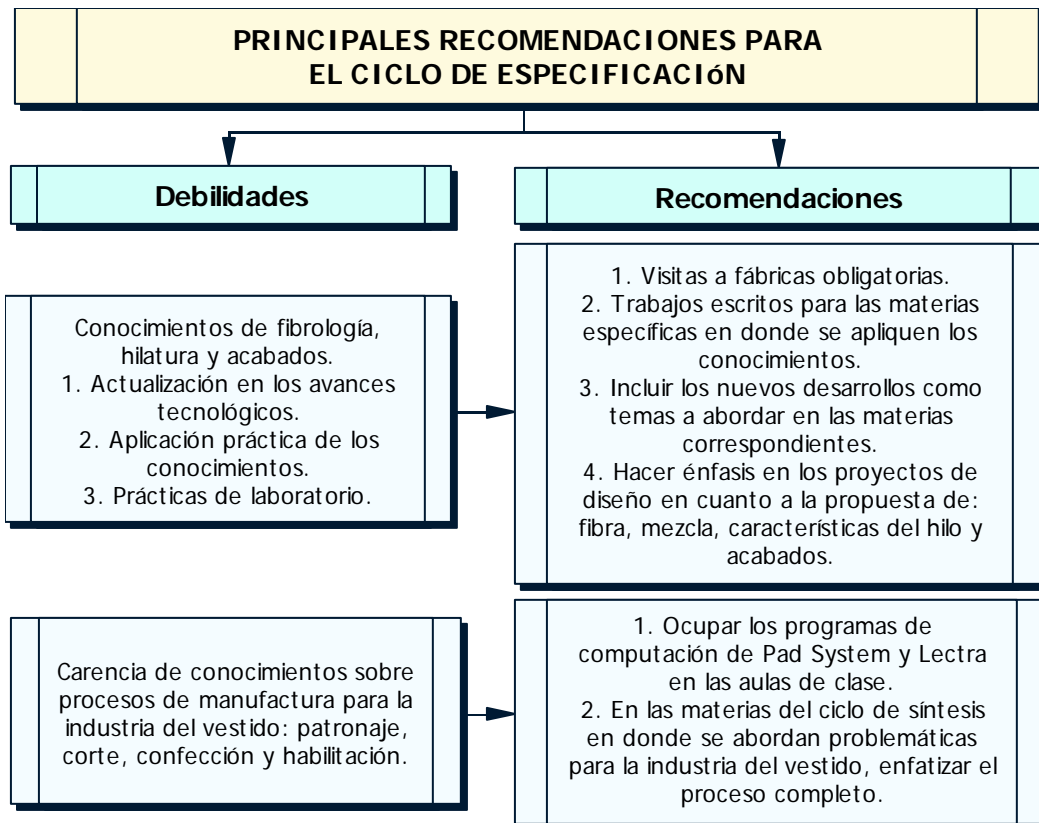 PRINCIPALES RECOMENDACIONES PARA
EL CICLO DE ESPECIFICACIóN
Debilidades
Recomendaciones
Conocimientos de fibrología,
hilatura y acabados.
1. Actualización en los avances
tecnológicos.
2. Aplicación práctica de los
conocimientos.
3. Prácticas de laboratorio.
1. Visitas a fábricas obligatorias.
2. Trabajos escritos para las materias
específicas en donde se apliquen los
conocimientos.
3. Incluir los nuevos desarrollos como
temas a abordar en las materias
correspondientes.
4. Hacer énfasis en los proyectos de
diseño en cuanto a la propuesta de:
fibra, mezcla, características del hilo y
acabados.
Carencia de conocimientos sobre
procesos de manufactura para la
industria del vestido: patronaje,
corte, confección y habilitación.
1. Ocupar los programas de
computación de Pad System y Lectra
en las aulas de clase.
2. En las materias del ciclo de síntesis
en donde se abordan problemáticas
para la industria del vestido, enfatizar el
proceso completo.